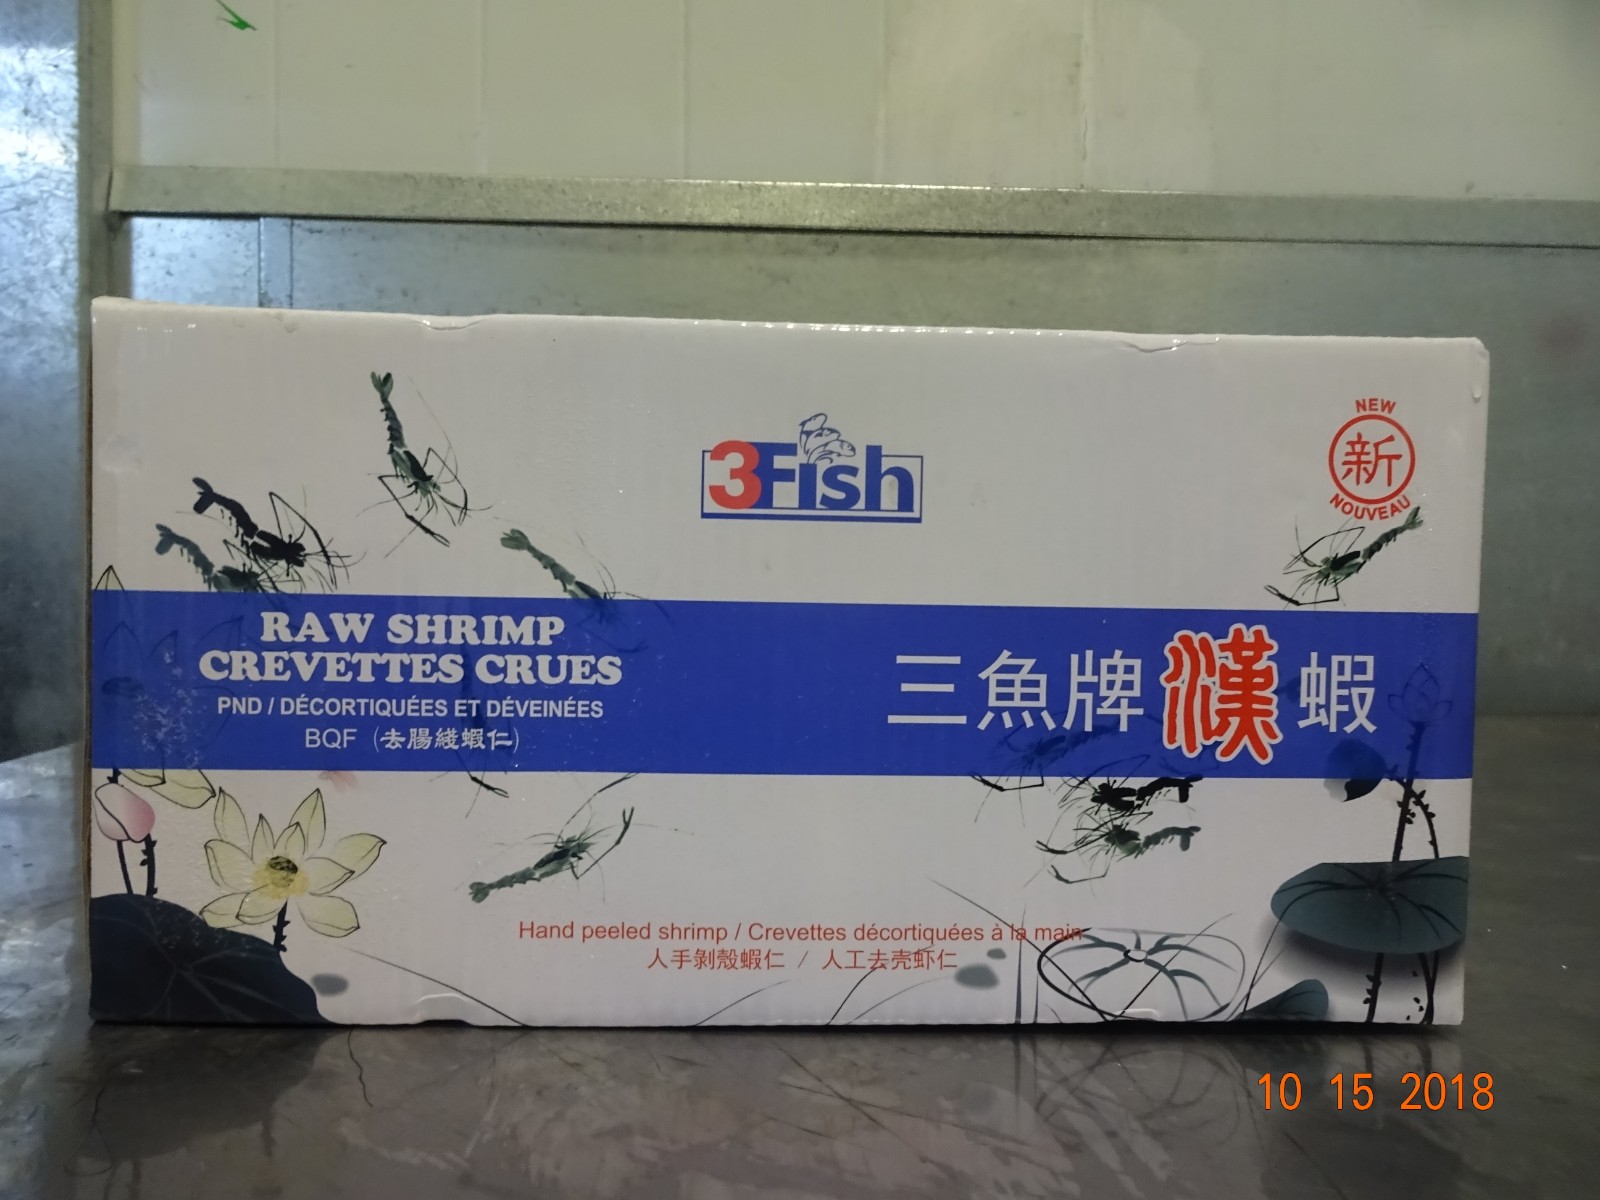 3Fish
NEW
新
NOUVEAU
RAW SHRIMP
CREVETTES CRUES
PND / DÉCORTIQUÉES ET DÉVEINÉES
BQF (去腸綫蝦仁)
三魚牌漢蝦
Hand peeled shrimp / Crevettes décortiquées à la main
人手剝殼蝦仁 / 人工去壳虾仁
10 15 2018